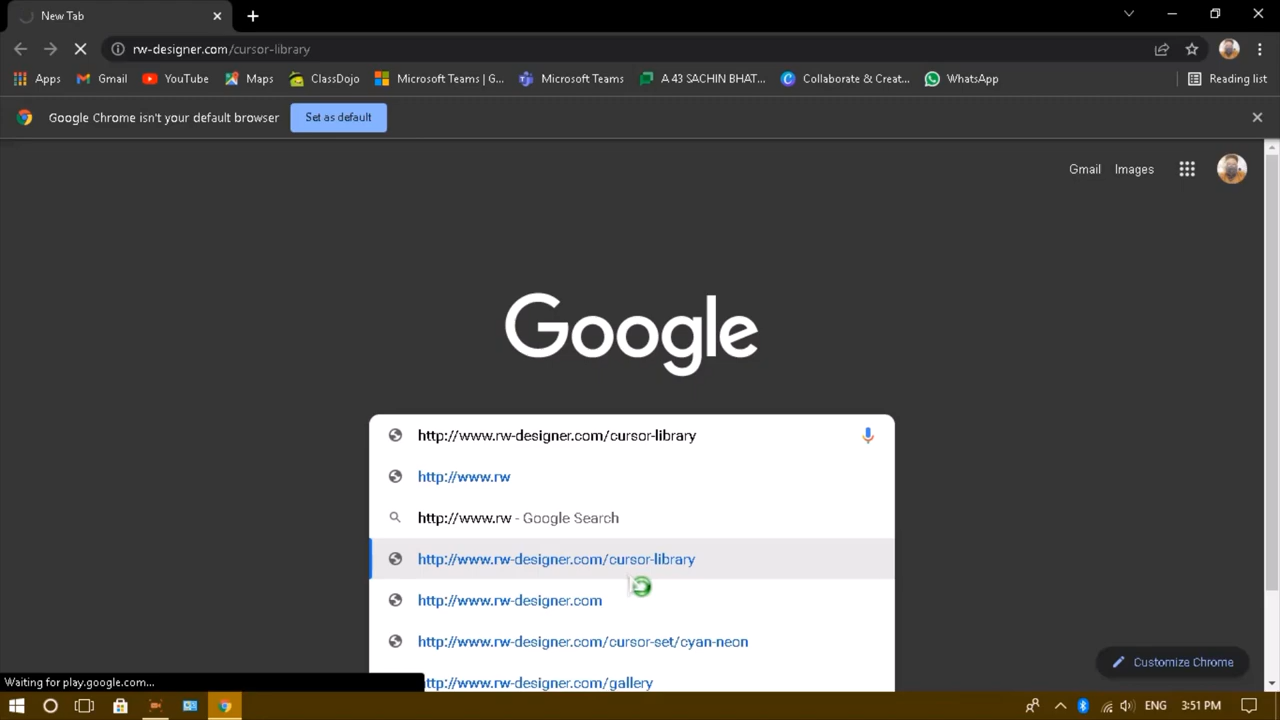 New Tab
rw-designer.com/cursor-library
Apps Gmail YouTube Maps ClassDojo Microsoft Teams | G... Microsoft Teams A 43 SACHIN BHAT... Collaborate & Creat... WhatsApp Reading list
Google Chrome isn't your default browser Set as default
Gmail Images
Google
http://www.rw-designer.com/cursor-library
http://www.rw
http://www.rw - Google Search
http://www.rw-designer.com/cursor-library
http://www.rw-designer.com
http://www.rw-designer.com/cursor-set/cyan-neon
Customize Chrome
Waiting for play.google.com...
ttp://www.rw-designer.com/gallery
ENG 3:51 PM